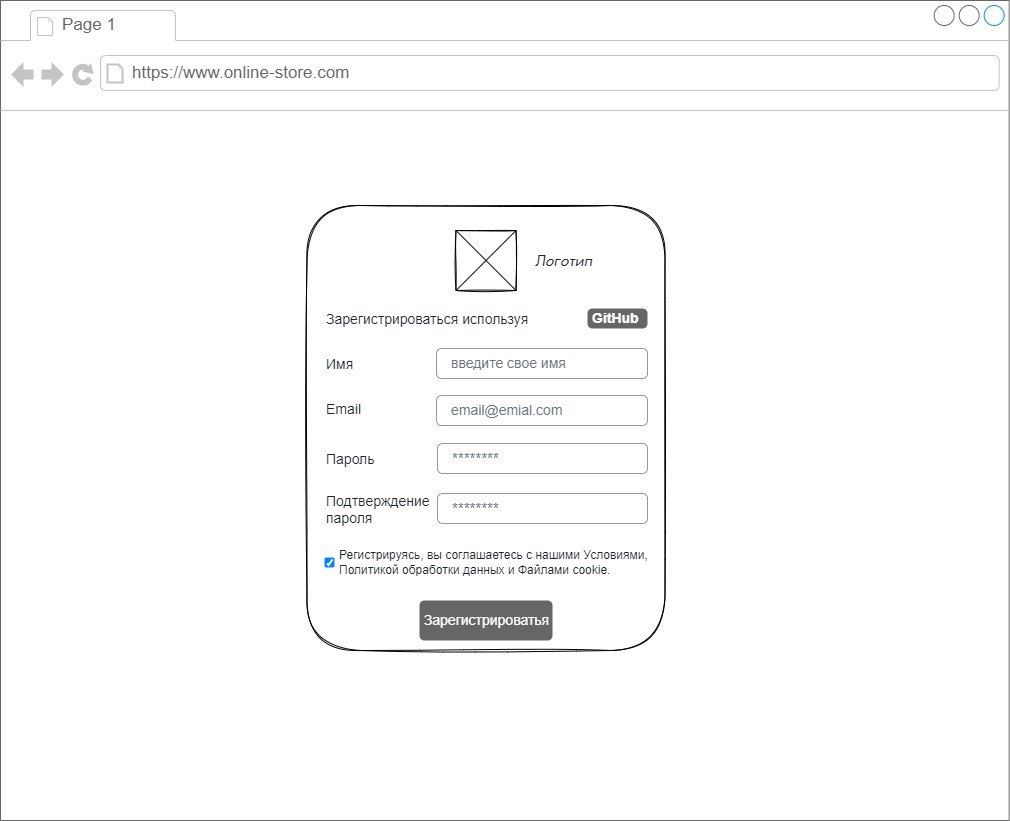 Page 1
https://www.online-store.com
Логотип
Зарегистрироваться используя
GitHub
Имя
введите свое имя
Email
email@emial.com
Пароль
********
Подтверждение
пароля
********
Регистрируясь, вы соглашаетесь с нашими Условиями,
Политикой обработки данных и Файлами cookie.
Зарегистрироватья